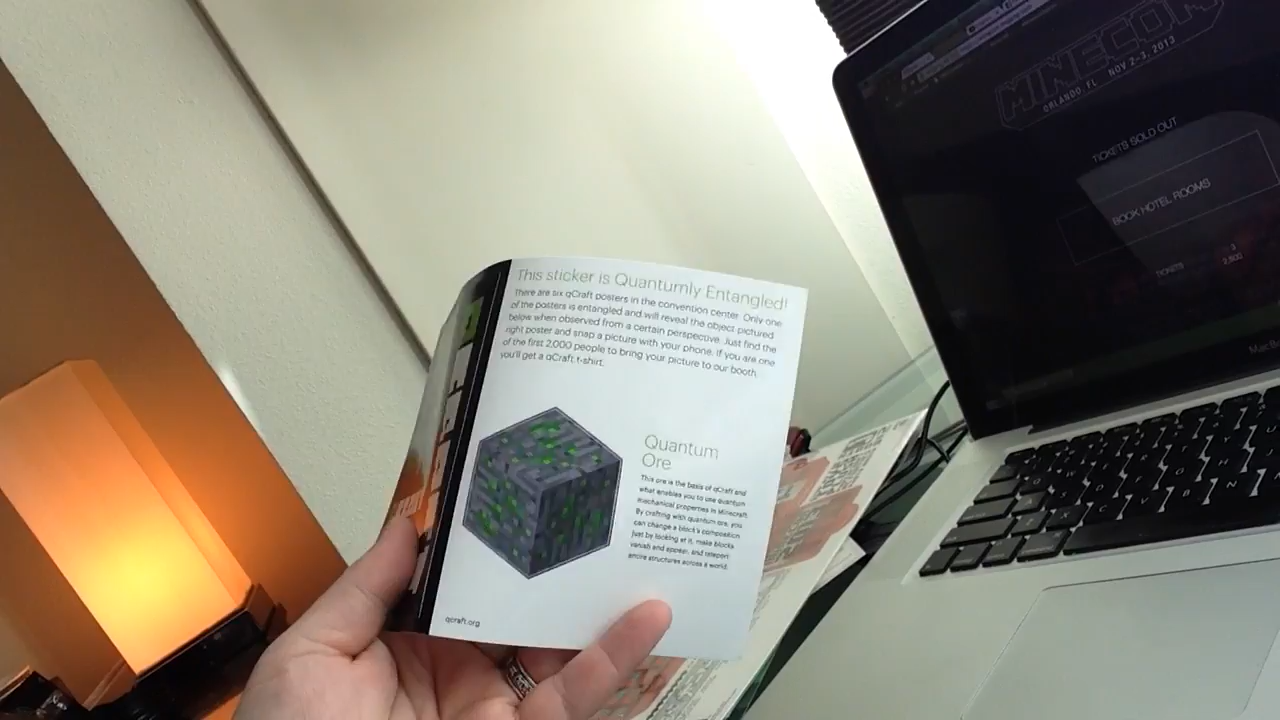 This sticker is Quantumly Entangled!
There are six qCraft posters in the convention center. Only one
of the posters is entangled and will reveal the object pictured
below when observed from a certain perspective. Just find the
right poster and snap a picture with your phone. If you are one
of the first 2,000 people to bring your picture to our booth,
you'll get a qCraft t-shirt.
Quantum
Ore
This ore is the basis of qCraft and
what enables you to use quantum
mechanical properties in Minecraft.
By crafting with quantum ore, you
can change a block's composition
just by looking at it, make blocks
vanish and appear, and teleport
entire structures across a world.
qcraft.org
MINECON
ORLANDO, FL NOV 2-3, 2013
TICKETS SOLD OUT
BOOK HOTEL ROOMS
TICKETS
2,500